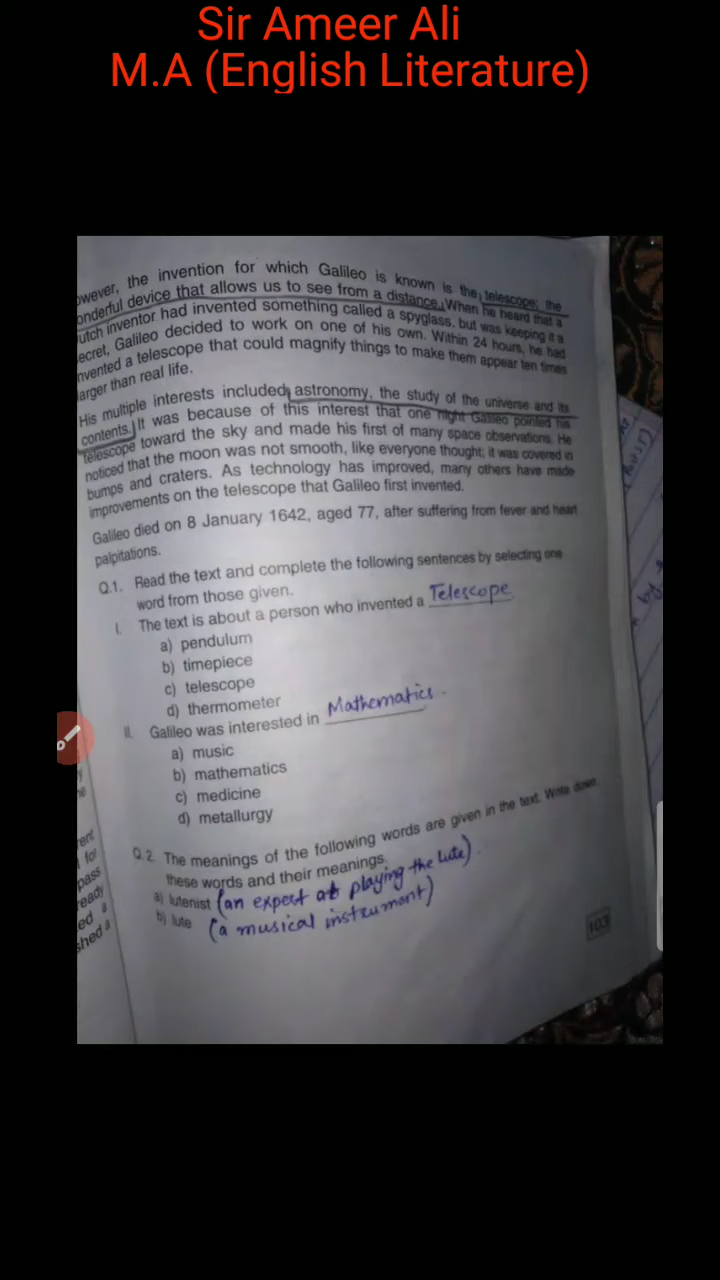 Sir Ameer Ali
M.A (English Literature)
owever, the invention for which Galileo is known is the telescope; the
onderful device that allows us to see from a distance. When he heard that a
utch inventor had invented something called a spyglass, but was keeping it a
ecret, Galileo decided to work on one of his own. Within 24 hours, he had
nvented a telescope that could magnify things to make them appear ten times
arger than real life.
His multiple interests included astronomy, the study of the universe and its
contents. It was because of this interest that one night Galileo pointed his
telescope toward the sky and made his first of many space observations. He
noticed that the moon was not smooth, like everyone thought; it was covered in
bumps and craters. As technology has improved, many others have made
improvements on the telescope that Galileo first invented.
Galileo died on 8 January 1642, aged 77, after suffering from fever and heart
palpitations.
Q.1. Read the text and complete the following sentences by selecting one
word from those given.
I. The text is about a person who invented a Telescope
a) pendulum
b) timepiece
c) telescope
d) thermometer
II. Galileo was interested in Mathematics.
a) music
b) mathematics
c) medicine
d) metallurgy
Q.2. The meanings of the following words are given in the text. Write down
these words and their meanings.
a) lutenist (an expect at playing the lute).
b) lute (a musical instrument)
103
y
ne
ent
for
pass
ready
ed a
shed a
by